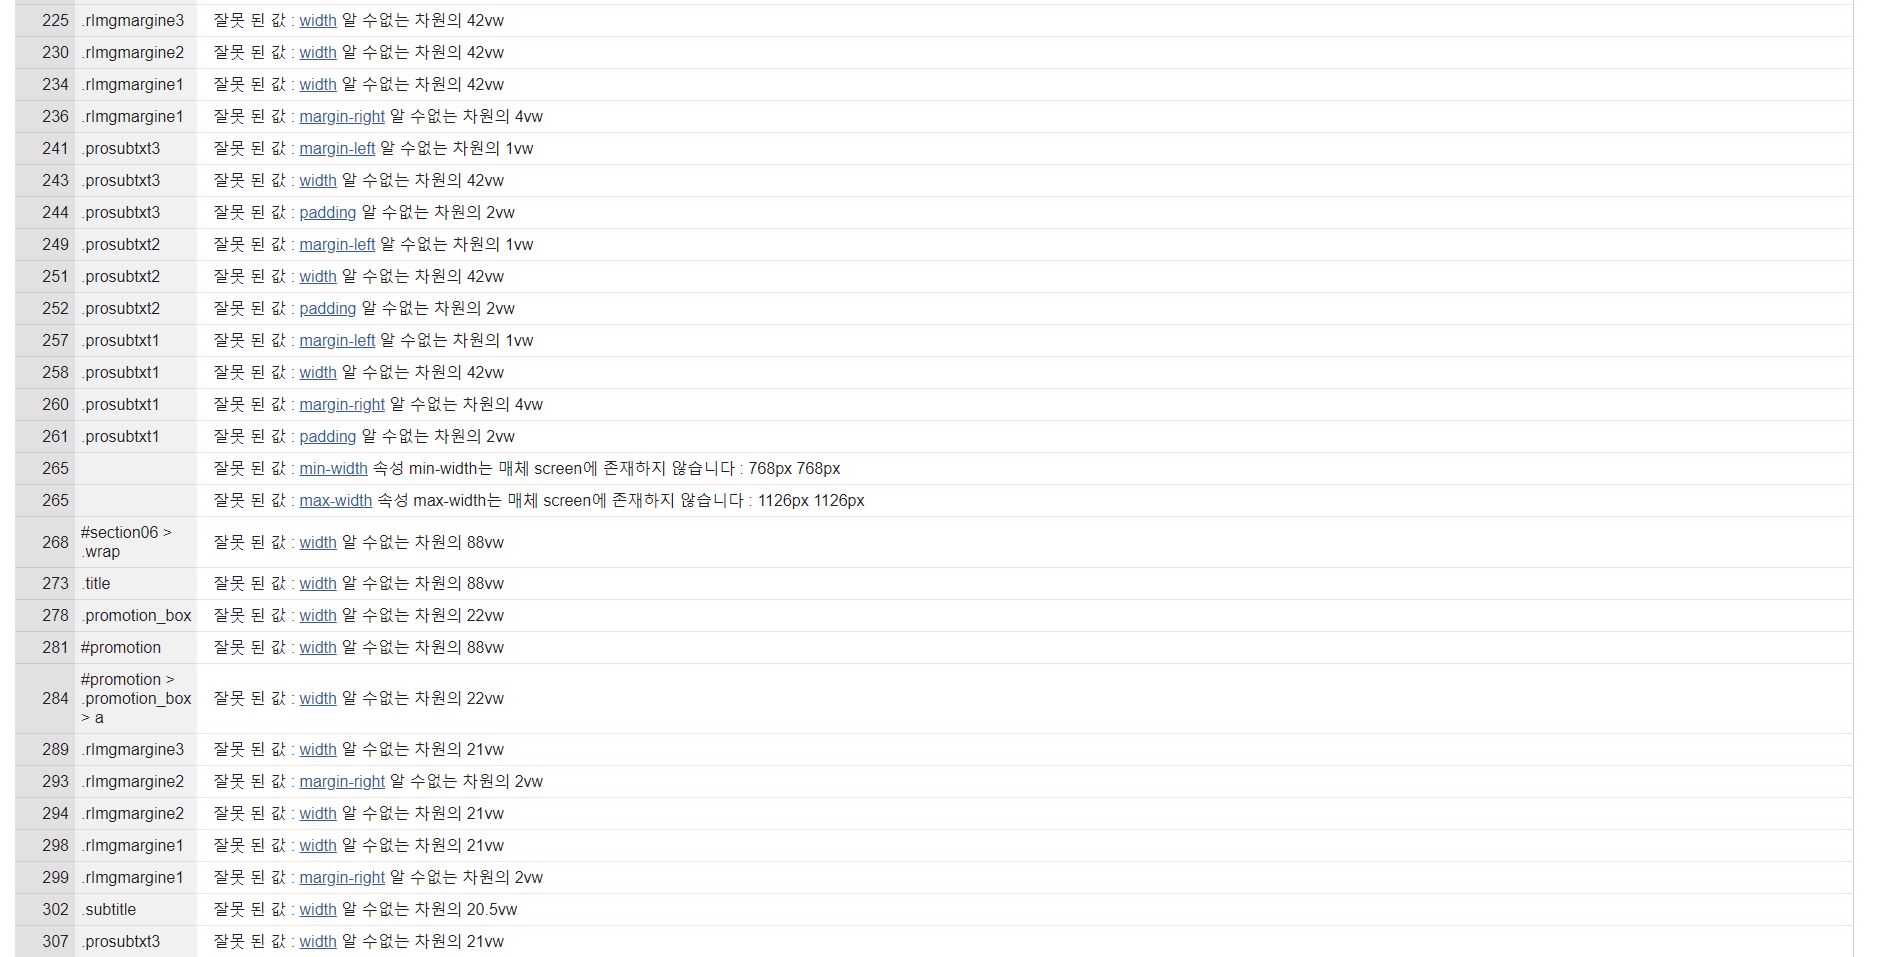 225 .rlmgmargine3 잘못 된 값 : width 알 수없는 차원의 42vw
230 .rlmgmargine2 잘못 된 값 : width 알 수없는 차원의 42vw
234 .rlmgmargine1 잘못 된 값 : width 알 수없는 차원의 42vw
236 .rlmgmargine1 잘못 된 값 : margin-right 알 수없는 차원의 4vw
241 .prosubtxt3 잘못 된 값 : margin-left 알 수없는 차원의 1vw
243 .prosubtxt3 잘못 된 값 : width 알 수없는 차원의 42vw
244 .prosubtxt3 잘못 된 값 : padding 알 수없는 차원의 2vw
249 .prosubtxt2 잘못 된 값 : margin-left 알 수없는 차원의 1vw
251 .prosubtxt2 잘못 된 값 : width 알 수없는 차원의 42vw
252 .prosubtxt2 잘못 된 값 : padding 알 수없는 차원의 2vw
257 .prosubtxt1 잘못 된 값 : margin-left 알 수없는 차원의 1vw
258 .prosubtxt1 잘못 된 값 : width 알 수없는 차원의 42vw
260 .prosubtxt1 잘못 된 값 : margin-right 알 수없는 차원의 4vw
261 .prosubtxt1 잘못 된 값 : padding 알 수없는 차원의 2vw
265 잘못 된 값 : min-width 속성 min-width는 매체 screen에 존재하지 않습니다 : 768px 768px
265 잘못 된 값 : max-width 속성 max-width는 매체 screen에 존재하지 않습니다 : 1126px 1126px
268 #section06 >
.wrap 잘못 된 값 : width 알 수없는 차원의 88vw
273 .title 잘못 된 값 : width 알 수없는 차원의 88vw
278 .promotion_box 잘못 된 값 : width 알 수없는 차원의 22vw
281 #promotion 잘못 된 값 : width 알 수없는 차원의 88vw
#promotion >
284 .promotion_box 잘못 된 값 : width 알 수없는 차원의 22vw
> a
289 .rlmgmargine3 잘못 된 값 : width 알 수없는 차원의 21vw
293 .rlmgmargine2 잘못 된 값 : margin-right 알 수없는 차원의 2vw
294 .rlmgmargine2 잘못 된 값 : width 알 수없는 차원의 21vw
298 .rlmgmargine1 잘못 된 값 : width 알 수없는 차원의 21vw
299 .rlmgmargine1 잘못 된 값 : margin-right 알 수없는 차원의 2vw
302 .subtitle 잘못 된 값 : width 알 수없는 차원의 20.5vw
307 .prosubtxt3 잘못 된 값 : width 알 수없는 차원의 21vw